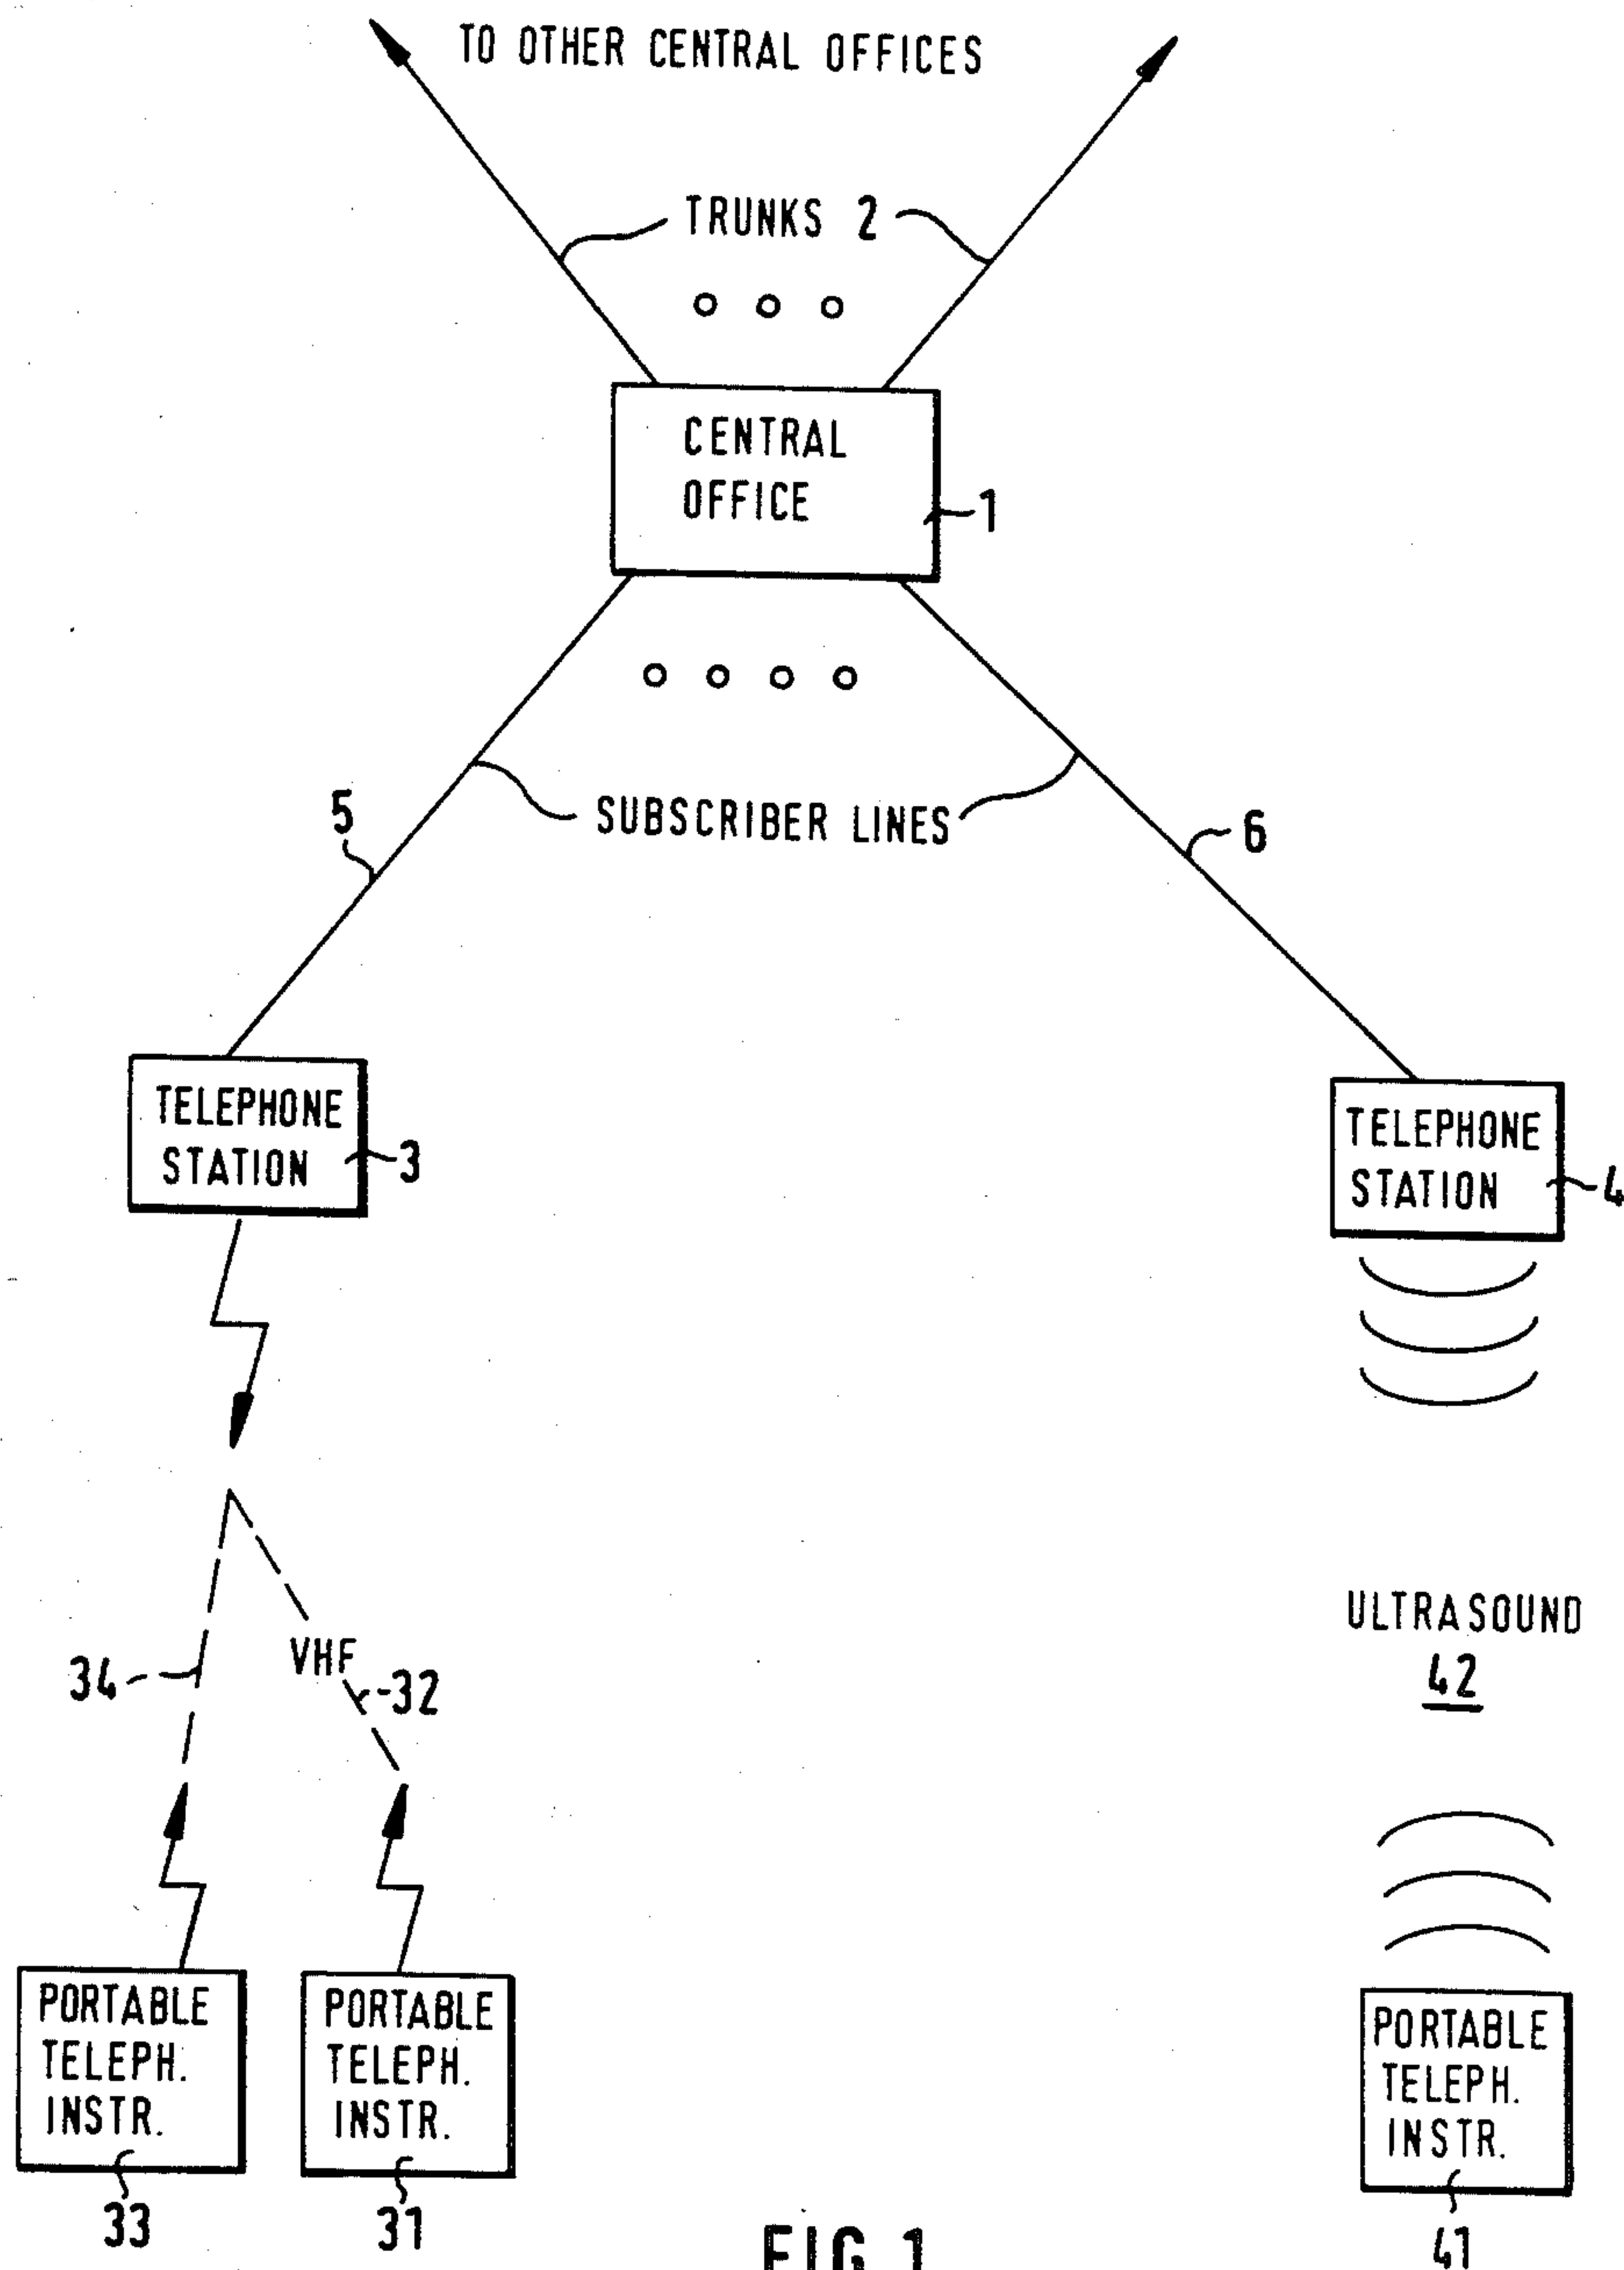 TO OTHER CENTRAL OFFICES
TRUNKS 2
CENTRAL
OFFICE
1
SUBSCRIBER LINES
5
6
TELEPHONE
STATION
3
TELEPHONE
STATION
4
ULTRASOUND
42
VHF
34
32
PORTABLE
TELEPH.
INSTR.
33
PORTABLE
TELEPH.
INSTR.
31
PORTABLE
TELEPH.
INSTR.
41
FIG 1